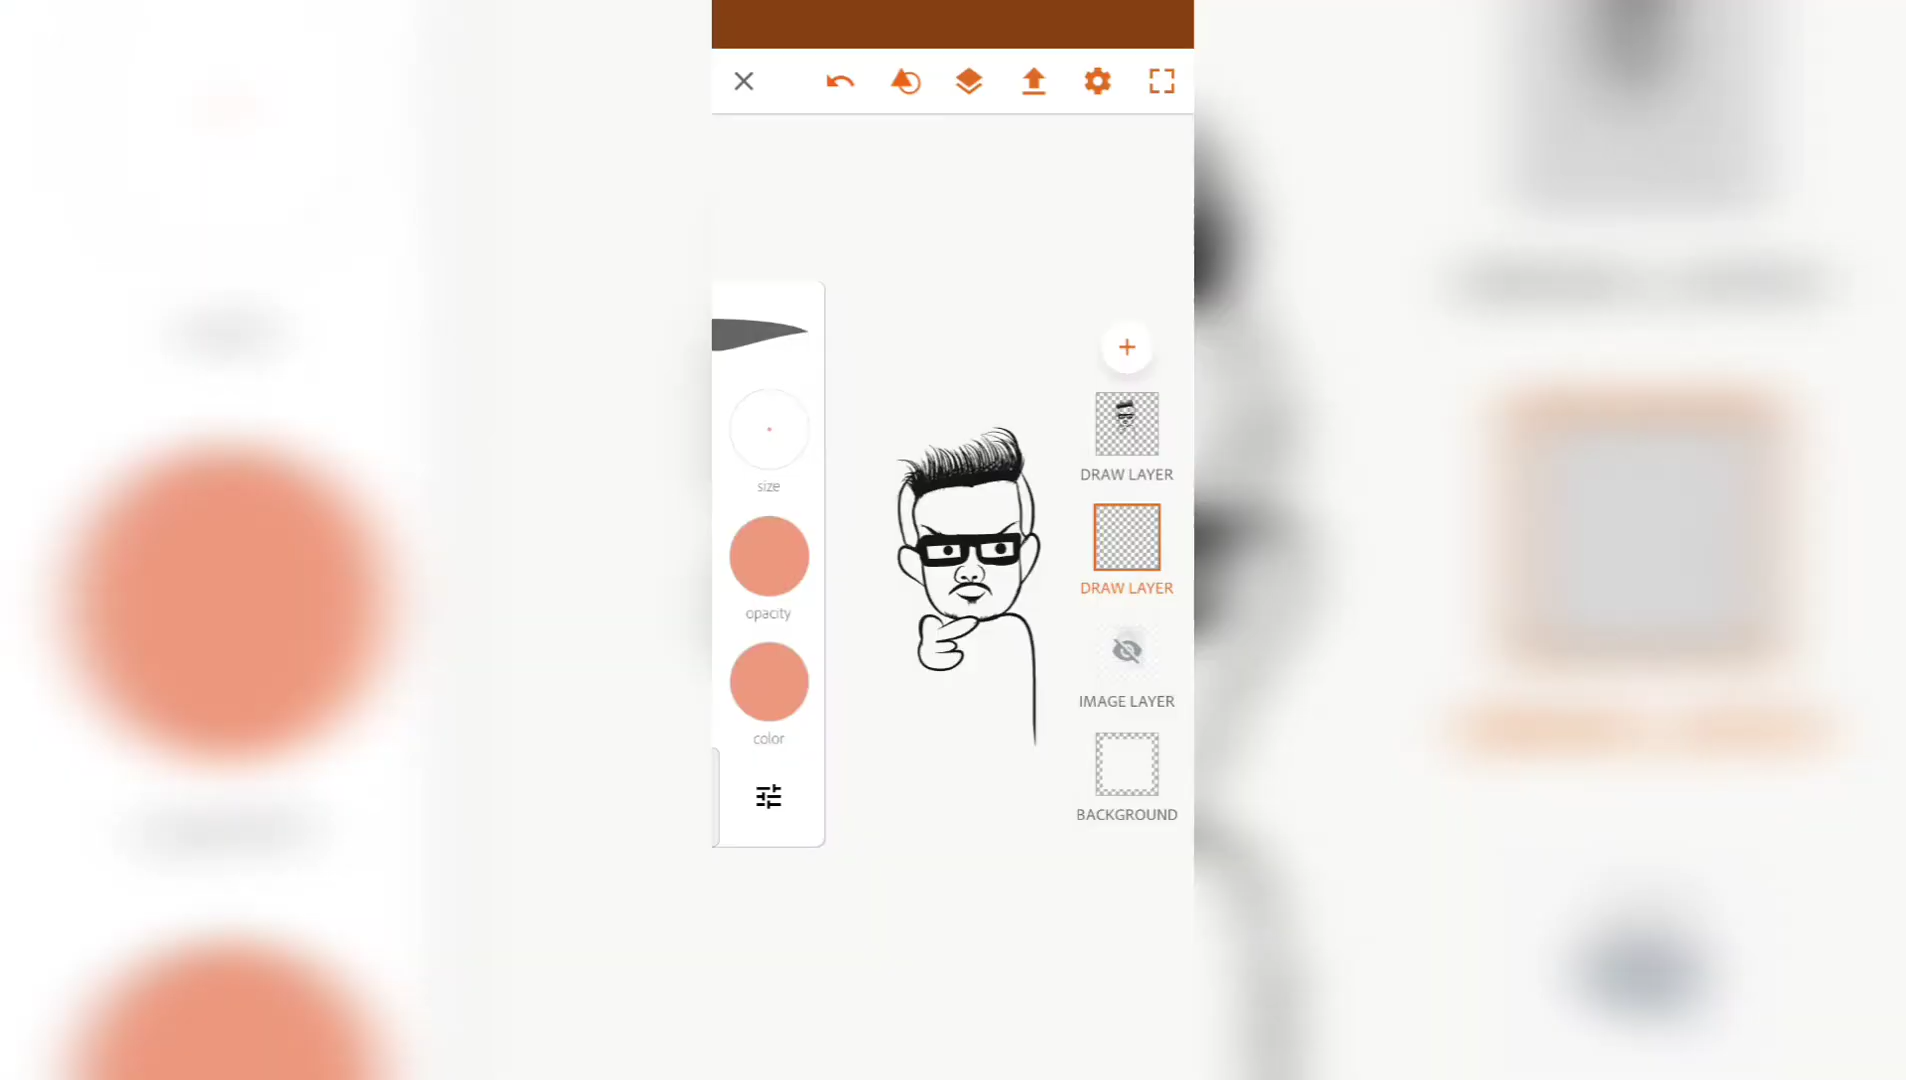 size
opacity
color
DRAW LAYER
DRAW LAYER
IMAGE LAYER
BACKGROUND